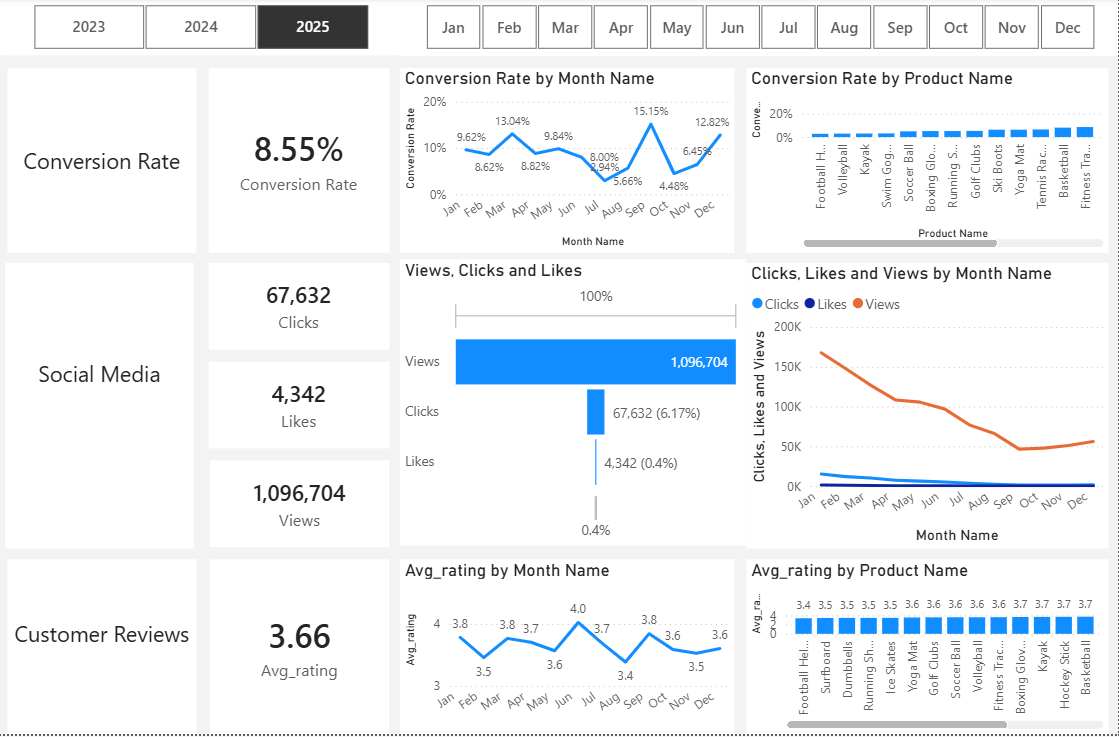 2023 2024 2025 Jan Feb Mar Apr May Jun Jul Aug Sep Oct Nov Dec
Conversion Rate
8.55%
Conversion Rate
Conversion Rate by Month Name
Conversion Rate
20%
10%
0%
9.62%
8.62%
13.04%
8.82%
9.84%
8.00%
2.94%
5.66%
15.15%
4.48%
6.45%
12.82%
Jan Feb Mar Apr May Jun Jul Aug Sep Oct Nov Dec
Month Name
Conversion Rate by Product Name
Conve...
20%
0%
Football H...
Volleyball
Kayak
Swim Gog...
Soccer Ball
Boxing Glo...
Running S...
Golf Clubs
Ski Boots
Yoga Mat
Tennis Rac...
Basketball
Fitness Tra...
Product Name
Social Media
67,632
Clicks
4,342
Likes
1,096,704
Views
Views, Clicks and Likes
100%
Views 1,096,704
Clicks 67,632 (6.17%)
Likes 4,342 (0.4%)
0.4%
Clicks, Likes and Views by Month Name
Clicks Likes Views
Clicks, Likes and Views
200K
150K
100K
50K
0K
Jan Feb Mar Apr May Jun Jul Aug Sep Oct Nov Dec
Month Name
Customer Reviews
3.66
Avg_rating
Avg_rating by Month Name
Avg_rating
4
3
3.8
3.5
3.8
3.7
3.6
4.0
3.7
3.4
3.8
3.6
3.5
3.6
Jan Feb Mar Apr May Jun Jul Aug Sep Oct Nov Dec
Avg_rating by Product Name
Avg_ra...
4
2
0
3.4 3.5 3.5 3.5 3.5 3.6 3.6 3.6 3.6 3.6 3.7 3.7 3.7 3.7
Football Hel...
Surfboard
Dumbbells
Running Sh...
Ice Skates
Yoga Mat
Golf Clubs
Soccer Ball
Volleyball
Fitness Trac...
Boxing Glov...
Kayak
Hockey Stick
Basketball